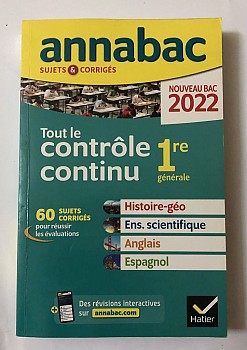 annabac
SUJETS & CORRIGÉS
NOUVEAU BAC
2022
Tout le
contrôle
continu
1re
générale
60 SUJETS CORRIGÉS
pour réussir
les évaluations
Histoire-géo
Ens. scientifique
Anglais
Espagnol
Des révisions interactives
sur annabac.com
Hatier